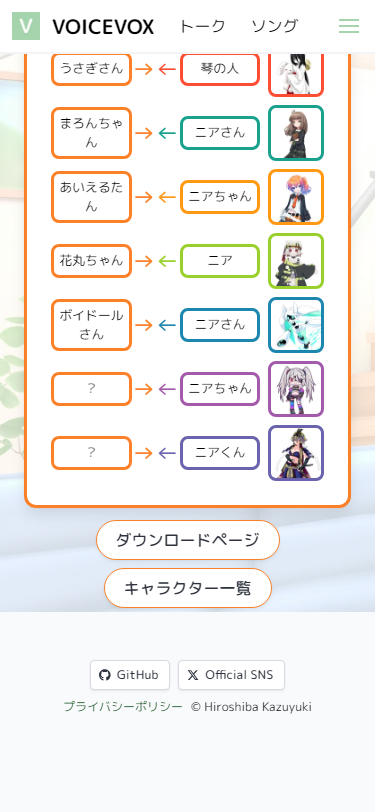 V VOICEVOX トーク ソング
うさぎさん → ← 琴の人
まろんちゃ
ん → ← ニアさん
あいえるた
ん → ← ニアちゃん
花丸ちゃん → ← ニア
ボイドール
さん → ← ニアさん
? → ← ニアちゃん
? → ← ニアくん
ダウンロードページ
キャラクター一覧
GitHub Official SNS
プライバシーポリシー © Hiroshiba Kazuyuki